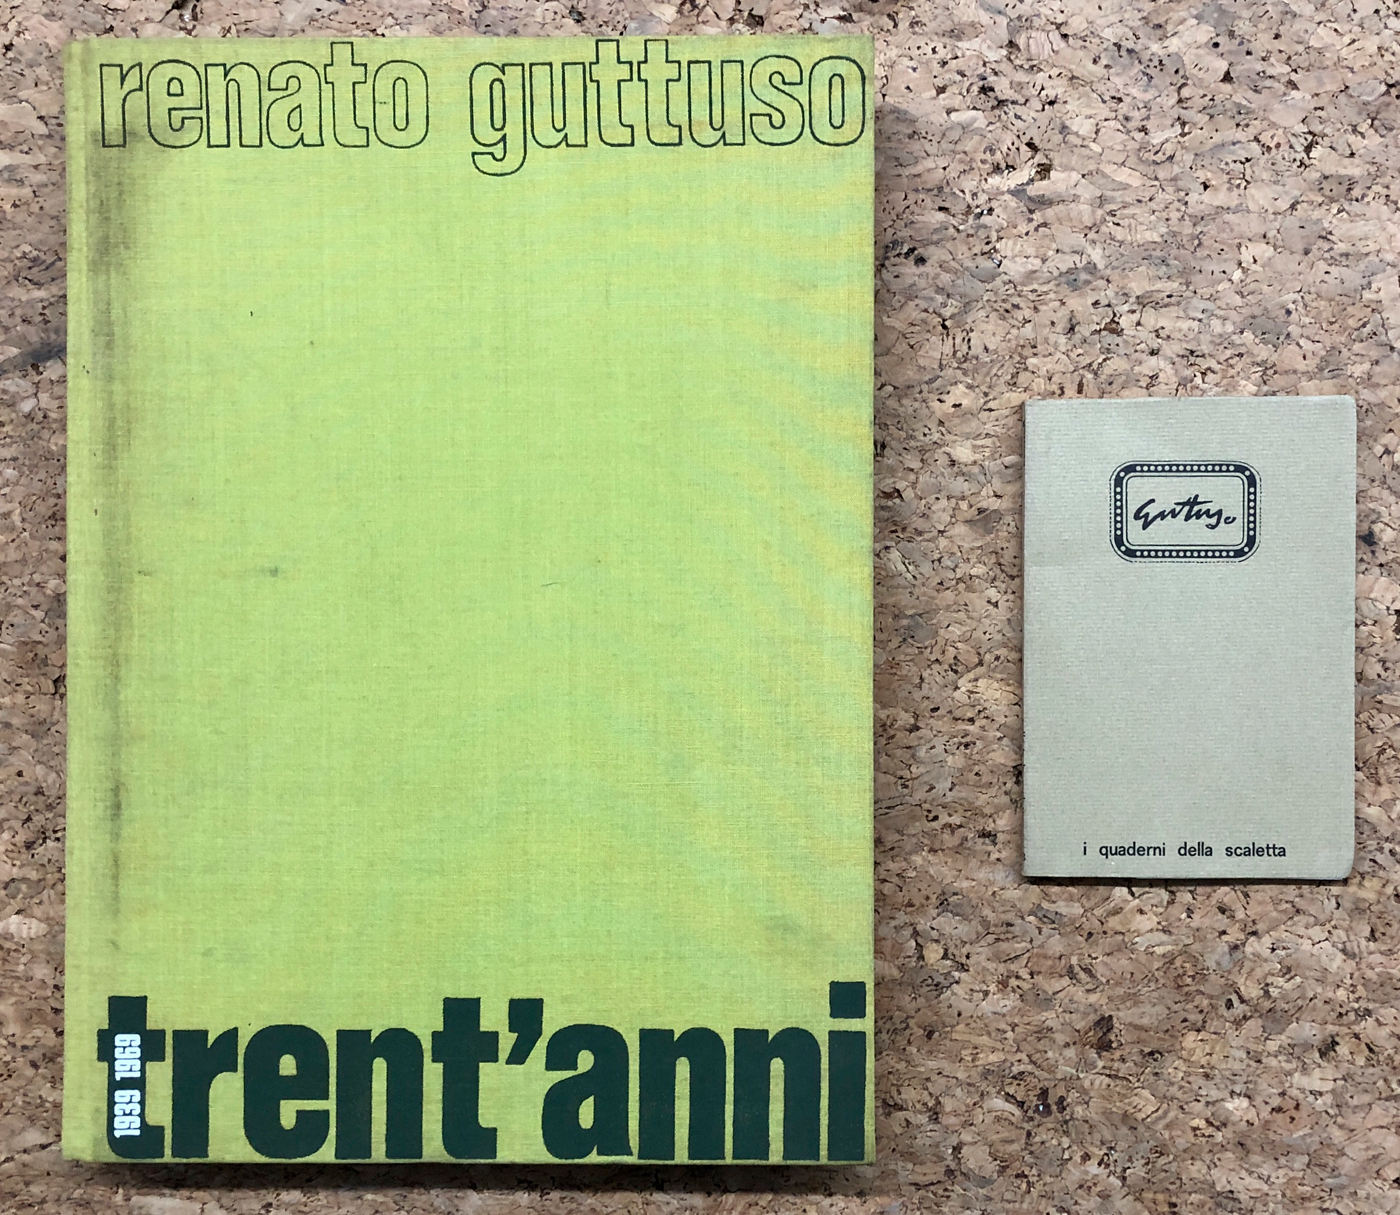 renato guttuso
trent'anni
1939 1969
Guttuso
i quaderni della scaletta